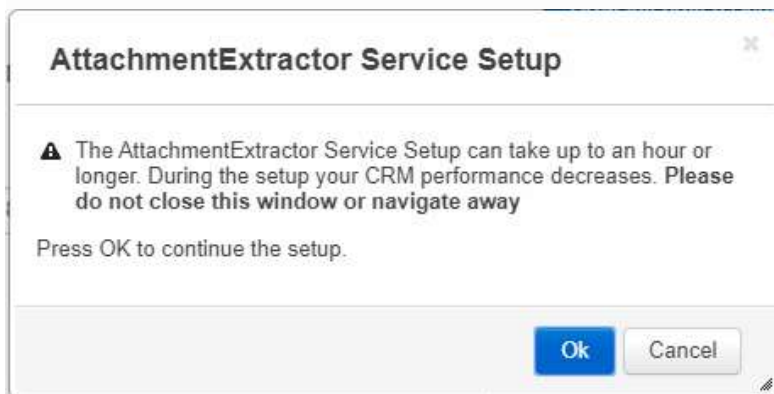 AttachmentExtractor Service Setup
The AttachmentExtractor Service Setup can take up to an hour or
longer. During the setup your CRM performance decreases. Please
do not close this window or navigate away
Press OK to continue the setup.
Ok
Cancel